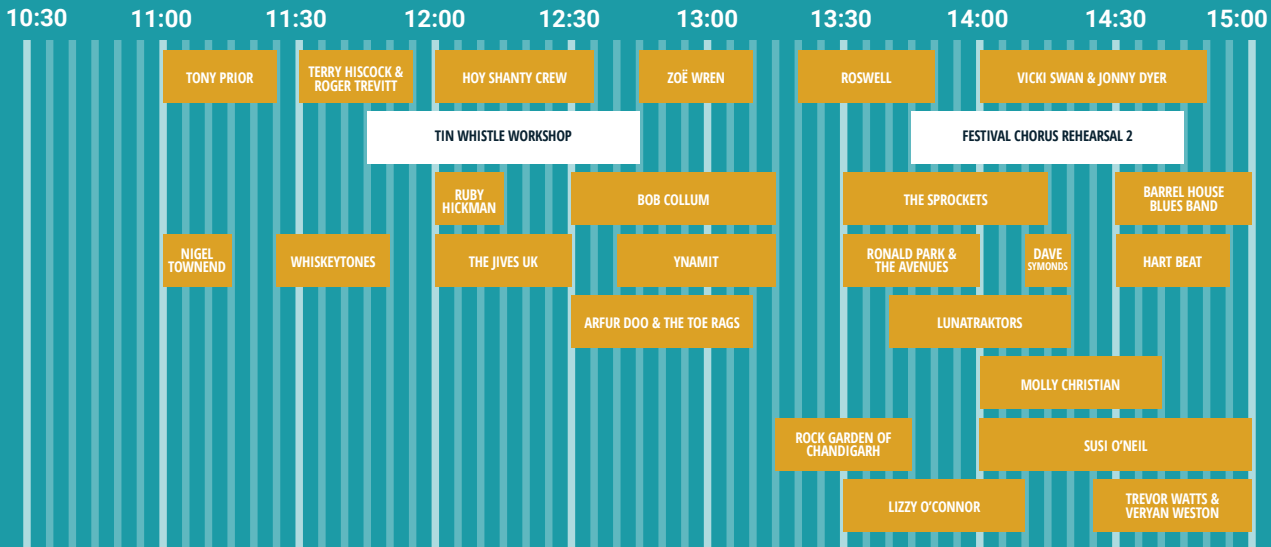 10:30 11:00 11:30 12:00 12:30 13:00 13:30 14:00 14:30 15:00
TONY PRIOR
TERRY HISCOCK &
ROGER TREVITT
HOY SHANTY CREW
ZOË WREN
ROSWELL
VICKI SWAN & JONNY DYER
TIN WHISTLE WORKSHOP
FESTIVAL CHORUS REHEARSAL 2
RUBY
HICKMAN
BOB COLLUM
THE SPROCKETS
BARREL HOUSE
BLUES BAND
NIGEL
TOWNEND
WHISKEYTONES
THE JIVES UK
YNAMIT
RONALD PARK &
THE AVENUES
DAVE
SYMONDS
HART BEAT
ARFUR DOO & THE TOE RAGS
LUNATRAKTORS
MOLLY CHRISTIAN
ROCK GARDEN OF
CHANDIGARH
SUSI O’NEIL
LIZZY O’CONNOR
TREVOR WATTS &
VERYAN WESTON